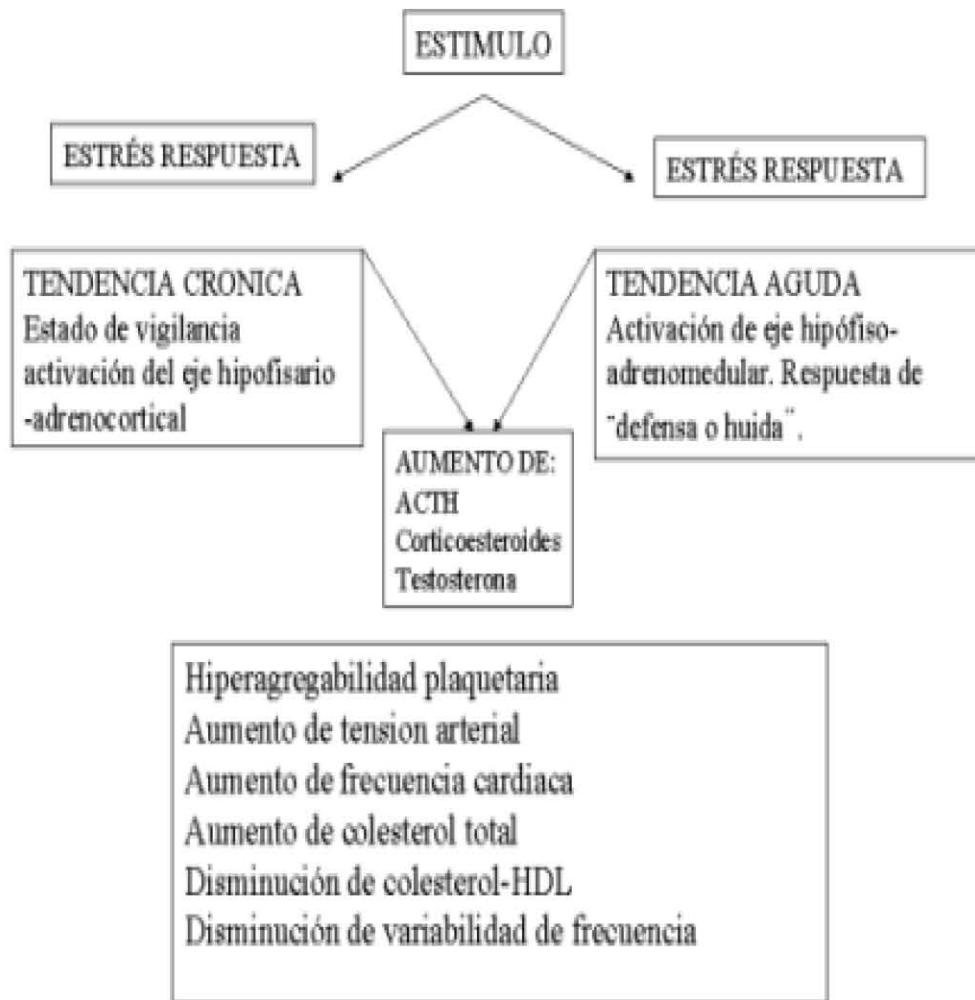 ESTIMULO
ESTRÉS RESPUESTA
ESTRÉS RESPUESTA
TENDENCIA CRONICA
Estado de vigilancia
activación del eje hipofisario
-adrenocortical
TENDENCIA AGUDA
Activación de eje hipófiso-
adrenomedular. Respuesta de
¨defensa o huida¨.
AUMENTO DE:
ACTH
Corticoesteroides
Testosterona
Hiperagregabilidad plaquetaria
Aumento de tension arterial
Aumento de frecuencia cardiaca
Aumento de colesterol total
Disminución de colesterol-HDL
Disminución de variabilidad de frecuencia